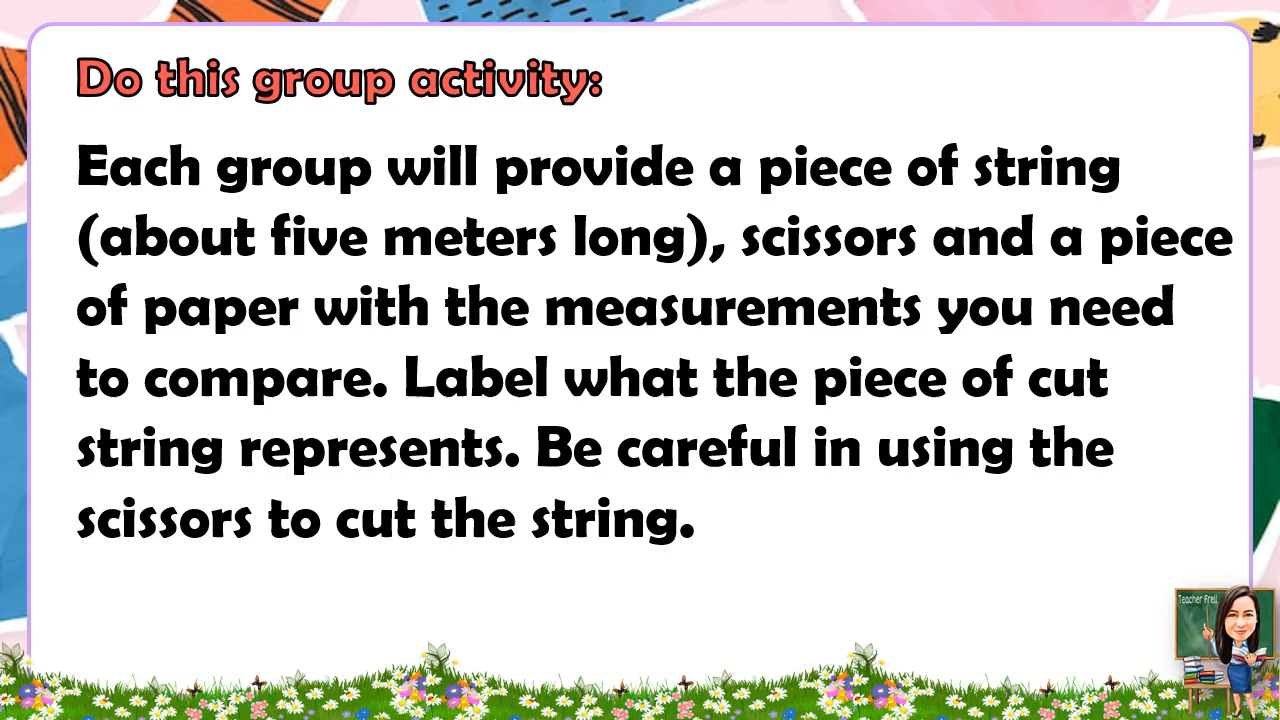 Do this group activity:
Each group will provide a piece of string
(about five meters long), scissors and a piece
of paper with the measurements you need
to compare. Label what the piece of cut
string represents. Be careful in using the
scissors to cut the string.
Teacher Frell